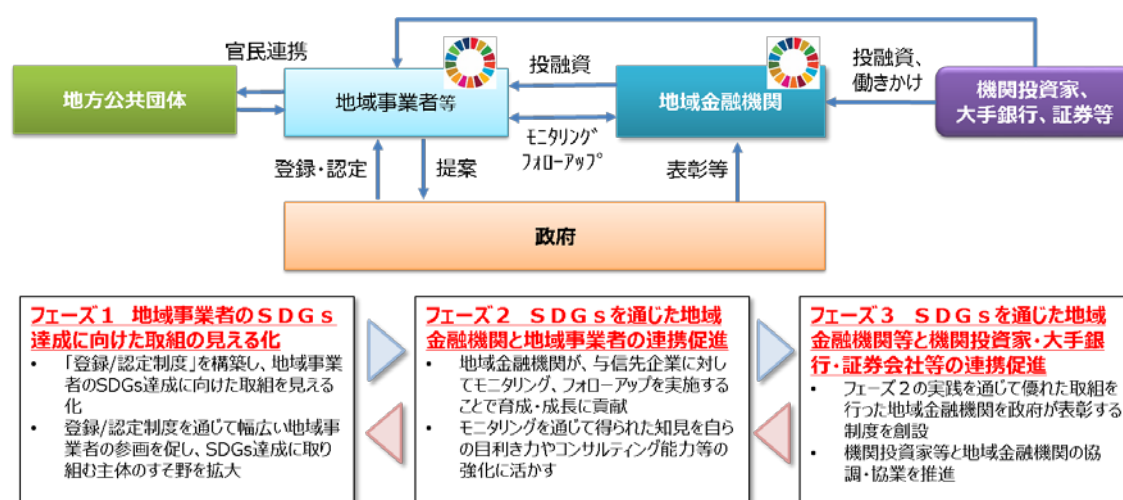 官民連携
地方公共団体
地域事業者等
投融資
モニタリング
フォローアップ
地域金融機関
投融資、
働きかけ
機関投資家、
大手銀行、証券等
登録・認定
提案
表彰等
政府
フェーズ１　地域事業者のＳＤＧｓ
達成に向けた取組の見える化
• 「登録/認定制度」を構築し、地域事業
者のSDGs達成に向けた取組を見える
化
• 登録/認定制度を通じて幅広い地域事
業者の参画を促し、SDGs達成に取り
組む主体のすそ野を拡大
フェーズ２　ＳＤＧｓを通じた地域
金融機関と地域事業者の連携促進
• 地域金融機関が、与信先企業に対し
てモニタリング、フォローアップを実施する
ことで育成・成長に貢献
• モニタリングを通じて得られた知見を自ら
の目利き力やコンサルティング能力等の
強化に活かす
フェーズ３　ＳＤＧｓを通じた地域
金融機関等と機関投資家・大手銀
行・証券会社等の連携促進
• フェーズ２の実践を通じて優れた取組を
行った地域金融機関を政府が表彰する
制度を創設
• 機関投資家等と地域金融機関の協
調・協業を推進